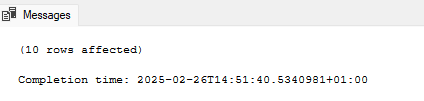 Messages
(10 rows affected)
Completion time: 2025-02-26T14:51:40.5340981+01:00